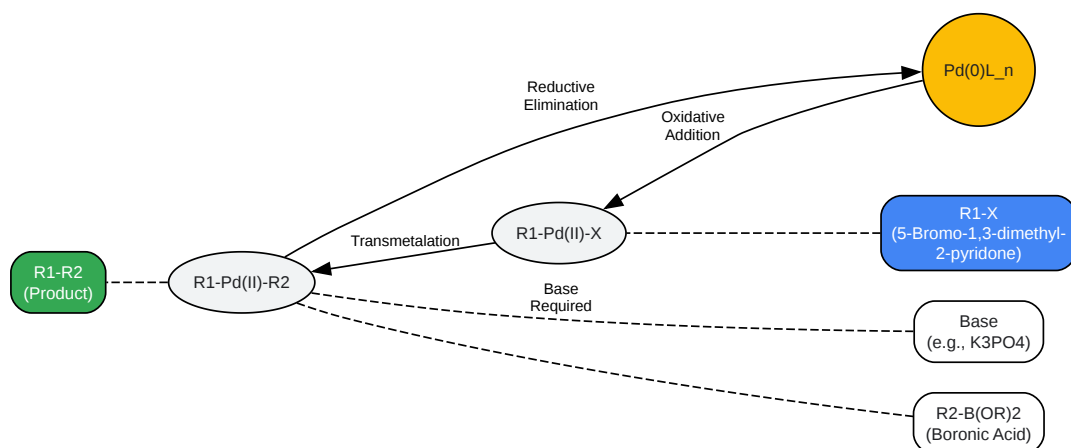 Pd(0)L_n
Reductive
Elimination
Oxidative
Addition
R1-X
(5-Bromo-1,3-dimethyl-
2-pyridone)
R1-Pd(II)-X
Transmetalation
R1-R2
(Product)
R1-Pd(II)-R2
Base
Required
Base
(e.g., K3PO4)
R2-B(OR)2
(Boronic Acid)